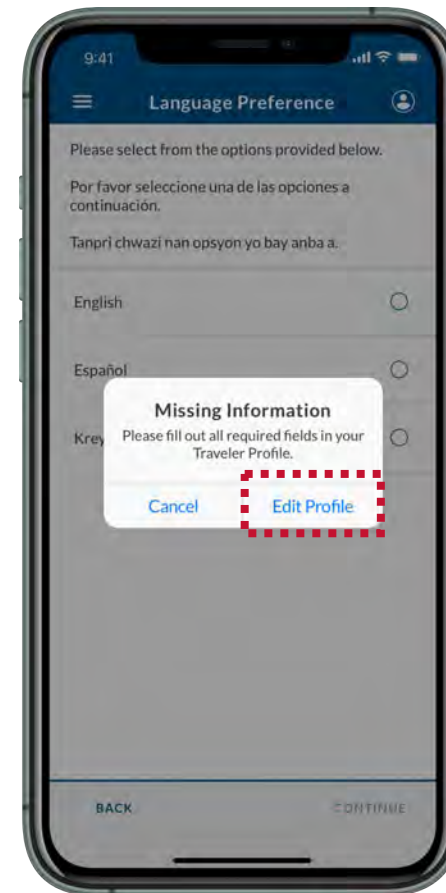 9:41
Language Preference
Please select from the options provided below.
Por favor seleccione una de las opciones a
continuación.
Tanpri chwazi nan opsyon yo bay anba a.
English
Español
Krey
Missing Information
Please fill out all required fields in your
Traveler Profile.
Cancel Edit Profile
BACK CONTINUE